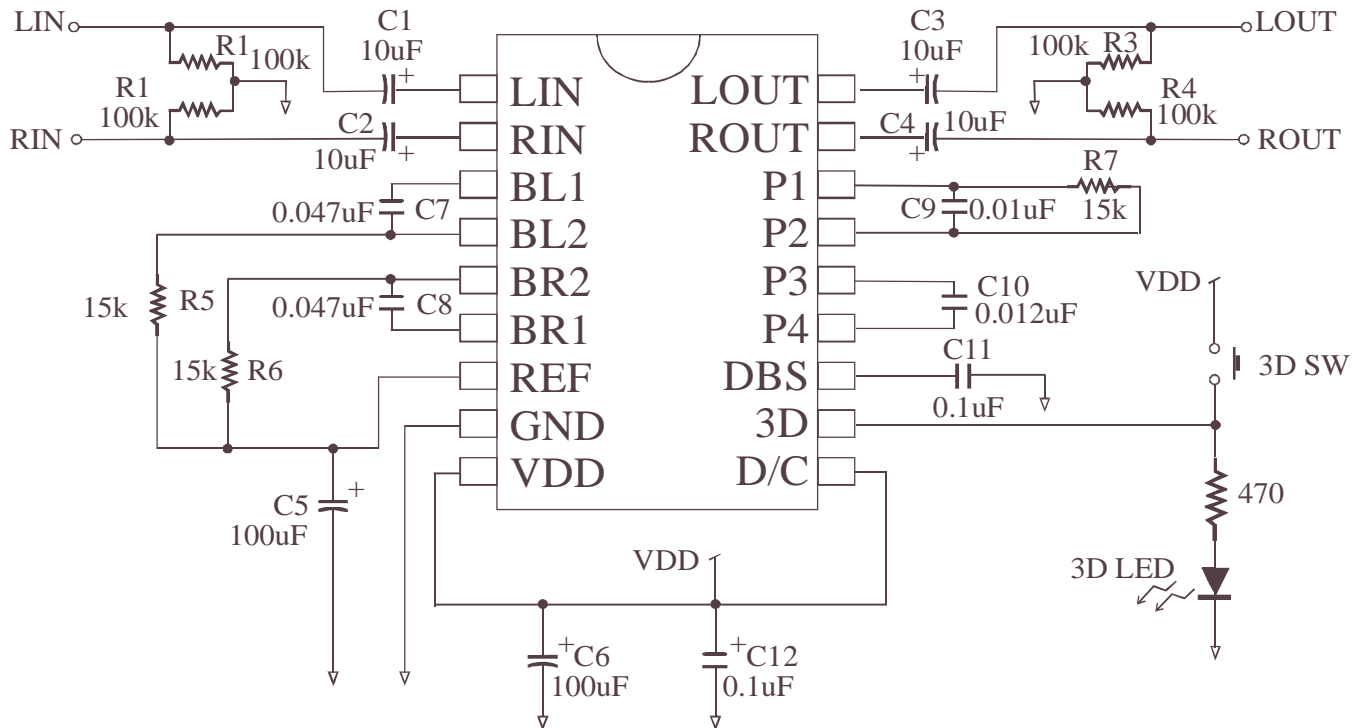 LIN
R1
100k
R1
100k
RIN
C1
10uF
+
C2
10uF
+
C3
10uF
+
C4
10uF
+
100k
R3
R4
100k
LOUT
ROUT
LIN
RIN
BL1
BL2
BR2
BR1
REF
GND
VDD
LOUT
ROUT
P1
P2
P3
P4
DBS
3D
D/C
0.047uF
C7
0.047uF
C8
15k
R5
15k
R6
C5
100uF
+
C9
0.01uF
R7
15k
C10
0.012uF
C11
0.1uF
VDD
3D SW
470
3D LED
VDD
+
C6
100uF
+
C12
0.1uF